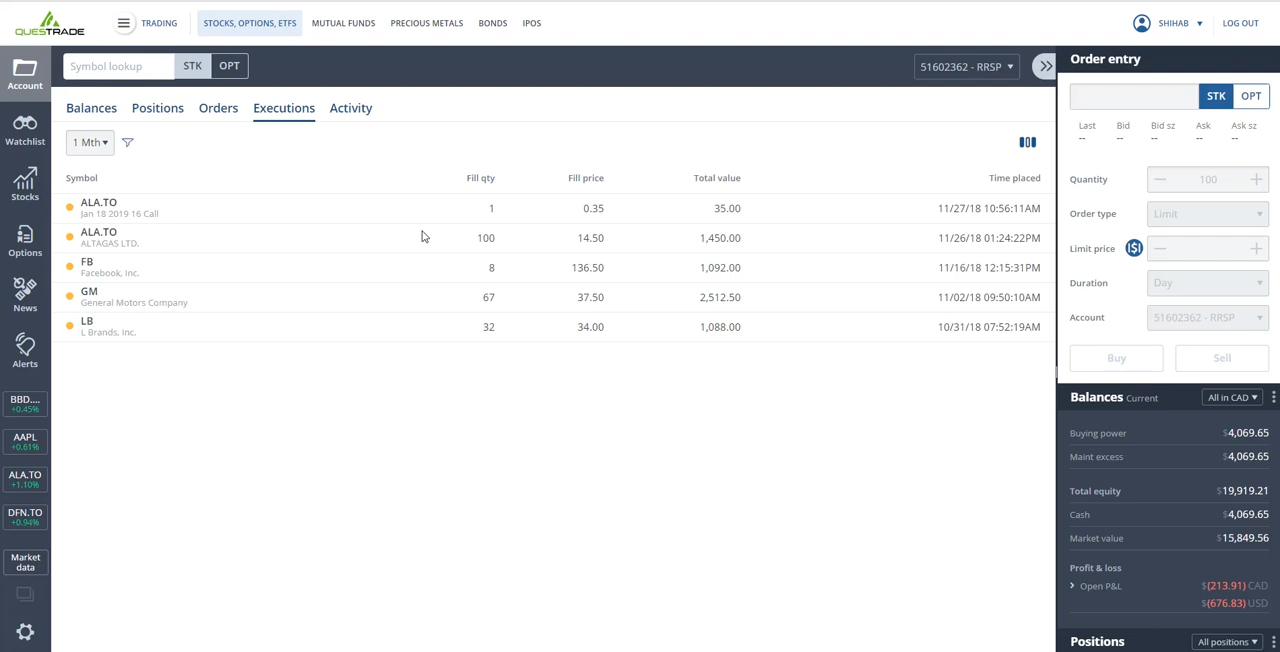 QUESTRADE
TRADING
STOCKS, OPTIONS, ETFS
MUTUAL FUNDS
PRECIOUS METALS
BONDS
IPOS
SHIHAB
LOG OUT
Account
Watchlist
Stocks
Options
News
Alerts
BBD....
+0.45%
AAPL
+0.61%
ALA.TO
+1.10%
DFN.TO
+0.94%
Market
data
Symbol lookup
STK
OPT
51602362 - RRSP
Balances
Positions
Orders
Executions
Activity
1 Mth
Symbol Fill qty Fill price Total value Time placed
ALA.TO
Jan 18 2019 16 Call
1 0.35 35.00 11/27/18 10:56:11AM
ALA.TO
ALTAGAS LTD.
100 14.50 1,450.00 11/26/18 01:24:22PM
FB
Facebook, Inc.
8 136.50 1,092.00 11/16/18 12:15:31PM
GM
General Motors Company
67 37.50 2,512.50 11/02/18 09:50:10AM
LB
L Brands, Inc.
32 34.00 1,088.00 10/31/18 07:52:19AM
Order entry
STK
OPT
Last Bid Bid sz Ask Ask sz
-- -- -- -- --
Quantity 100
Order type Limit
Limit price
Duration Day
Account 51602362 - RRSP
Buy
Sell
Balances Current All in CAD
Buying power $4,069.65
Maint excess $4,069.65
Total equity $19,919.21
Cash $4,069.65
Market value $15,849.56
Profit & loss
Open P&L $(213.91) CAD
$(676.83) USD
Positions All positions